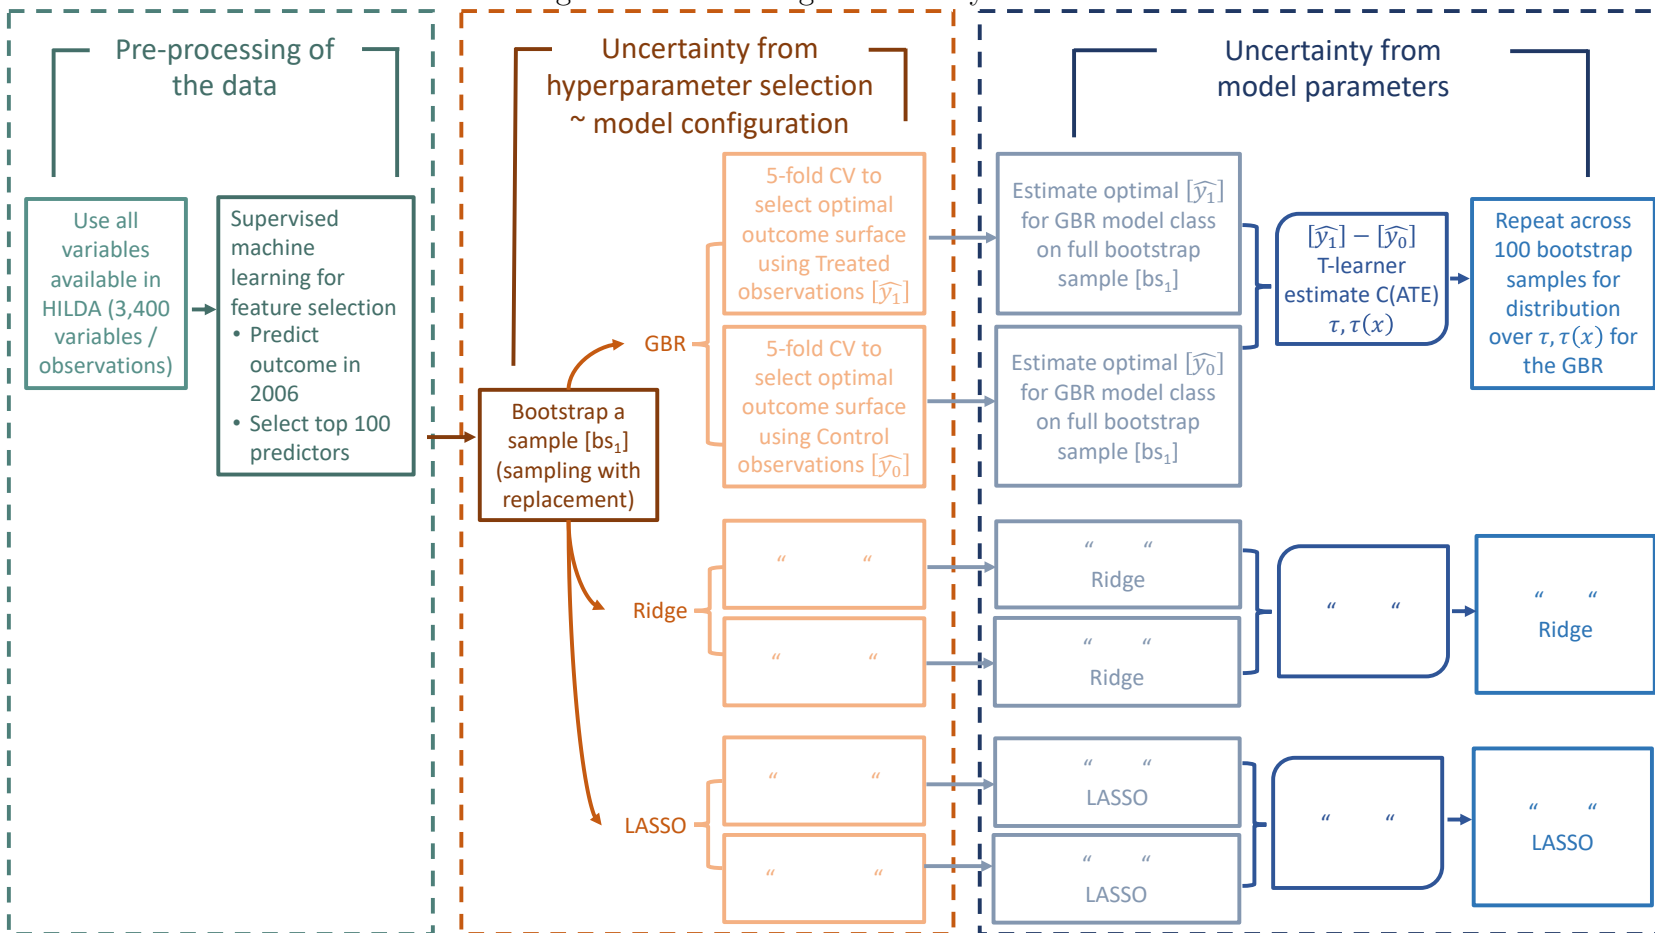 Pre-processing of
the data
Use all
variables
available in
HILDA (3,400
variables /
observations)
Supervised
machine
learning for
feature selection
• Predict
outcome in
2006
• Select top 100
predictors
Uncertainty from
hyperparameter selection
~ model configuration
Bootstrap a
sample [bs₁]
(sampling with
replacement)
GBR
5-fold CV to
select optimal
outcome surface
using Treated
observations [ŷ₁]
5-fold CV to
select optimal
outcome surface
using Control
observations [ŷ₀]
Ridge
“ “
“ “
LASSO
“ “
“ “
Uncertainty from
model parameters
Estimate optimal [ŷ₁]
for GBR model class
on full bootstrap
sample [bs₁]
Estimate optimal [ŷ₀]
for GBR model class
on full bootstrap
sample [bs₁]
[ŷ₁] − [ŷ₀]
T-learner
estimate C(ATE)
τ, τ(x)
Repeat across
100 bootstrap
samples for
distribution
over τ, τ(x) for
the GBR
“ “
Ridge
“ “
Ridge
“ “
“ “
Ridge
“ “
LASSO
“ “
LASSO
“ “
“ “
LASSO